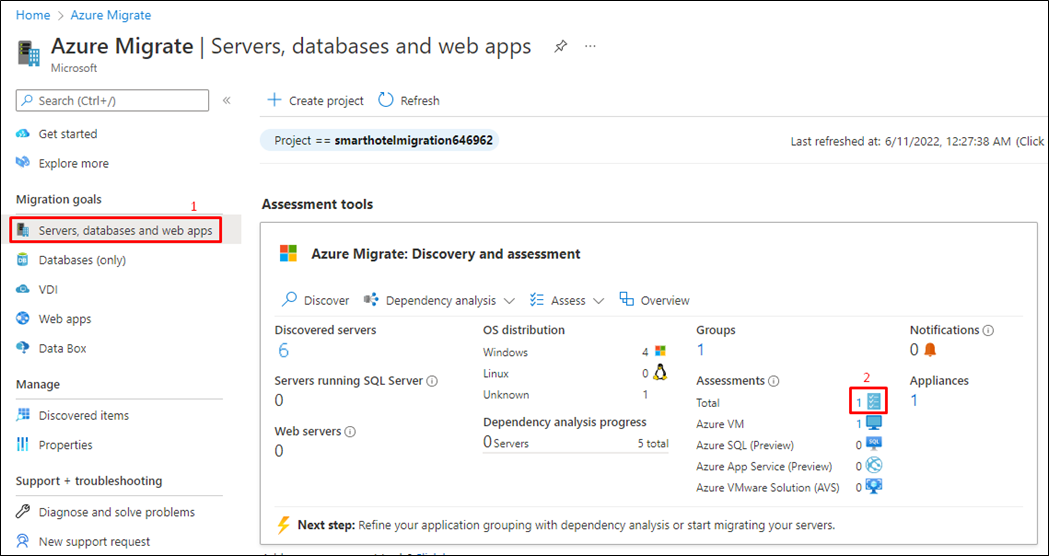 Home > Azure Migrate
Azure Migrate | Servers, databases and web apps
Microsoft
Search (Ctrl+/)
«
Create project
Refresh
Get started
Explore more
Project == smarthotelmigration646962
Last refreshed at: 6/11/2022, 12:27:38 AM (Click
Migration goals
1
Servers, databases and web apps
Databases (only)
VDI
Web apps
Data Box
Manage
Discovered items
Properties
Support + troubleshooting
Diagnose and solve problems
New support request
Assessment tools
Azure Migrate: Discovery and assessment
Discover
Dependency analysis
Assess
Overview
Discovered servers
6
Servers running SQL Server
0
Web servers
0
OS distribution
Windows 4
Linux 0
Unknown 1
Dependency analysis progress
0 Servers 5 total
Groups
1
Assessments
2
Total 1
Azure VM 1
Azure SQL (Preview) 0
Azure App Service (Preview) 0
Azure VMware Solution (AVS) 0
Notifications
0
Appliances
1
Next step: Refine your application grouping with dependency analysis or start migrating your servers.